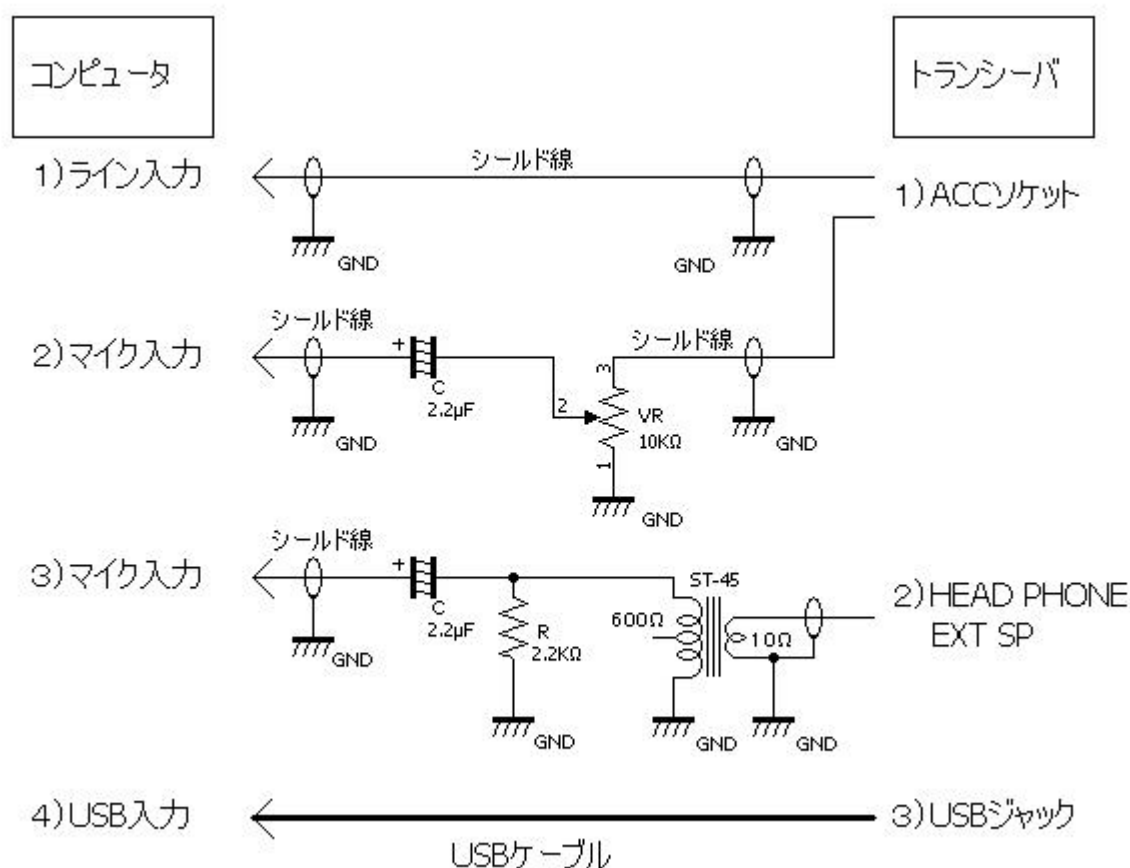 コンピュータ
トランシーバ
1)ライン入力
シールド線
1)ACCソケット
GND
GND
シールド線
シールド線
2)マイク入力
+
C
2.2μF
3
2
VR
10KΩ
1
GND
GND
GND
シールド線
3)マイク入力
+
C
2.2μF
R
2.2KΩ
ST-45
600Ω
10Ω
2)HEAD PHONE
EXT SP
GND
GND
GND
GND
4)USB入力
3)USBジャック
USBケーブル